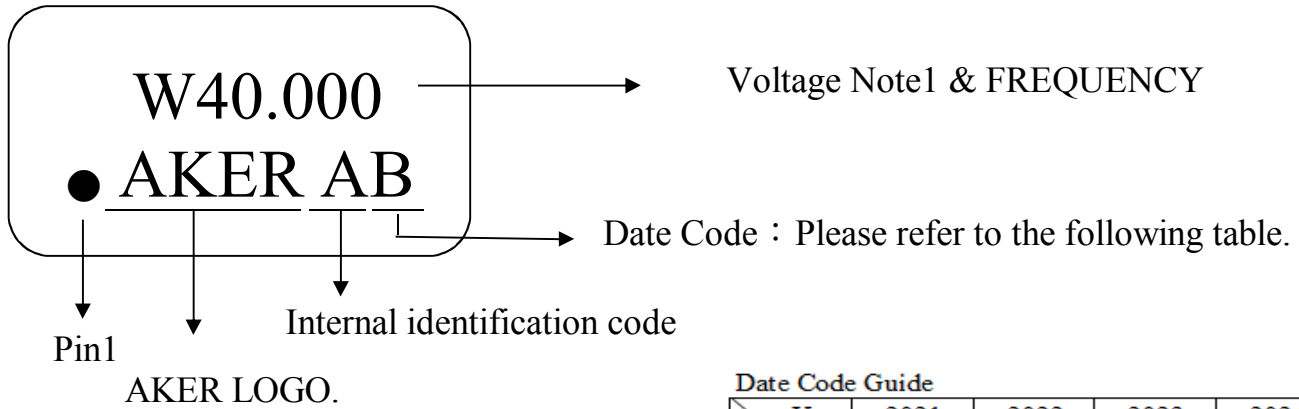 W40.000
Voltage Note1 & FREQUENCY
● AKER AB
Date Code：Please refer to the following table.
Internal identification code
Pin1
AKER LOGO.
Date Code Guide